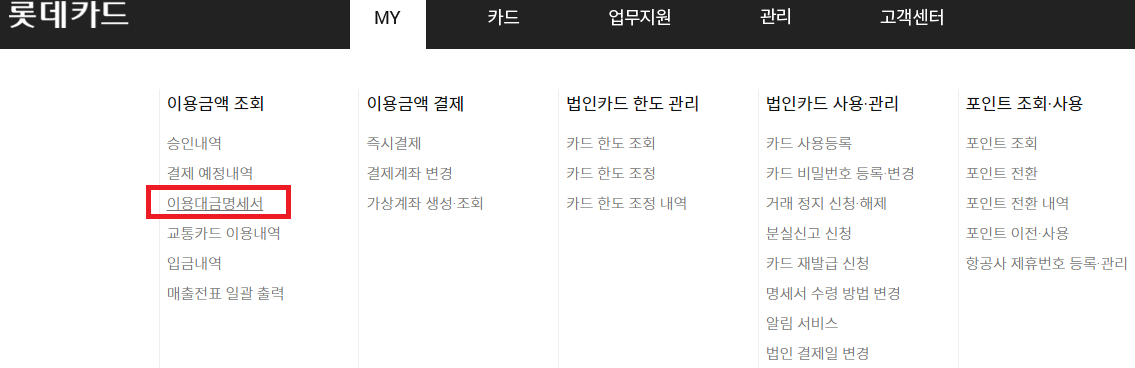 롯데카드
MY 카드 업무지원 관리 고객센터
이용금액 조회
승인내역
결제 예정내역
이용대금명세서
교통카드 이용내역
입금내역
매출전표 일괄 출력
이용금액 결제
즉시결제
결제계좌 변경
가상계좌 생성·조회
법인카드 한도 관리
카드 한도 조회
카드 한도 조정
카드 한도 조정 내역
법인카드 사용·관리
카드 사용등록
카드 비밀번호 등록·변경
거래 정지 신청·해제
분실신고 신청
카드 재발급 신청
명세서 수령 방법 변경
알림 서비스
법인 결제일 변경
포인트 조회·사용
포인트 조회
포인트 전환
포인트 전환 내역
포인트 이전·사용
항공사 제휴번호 등록·관리